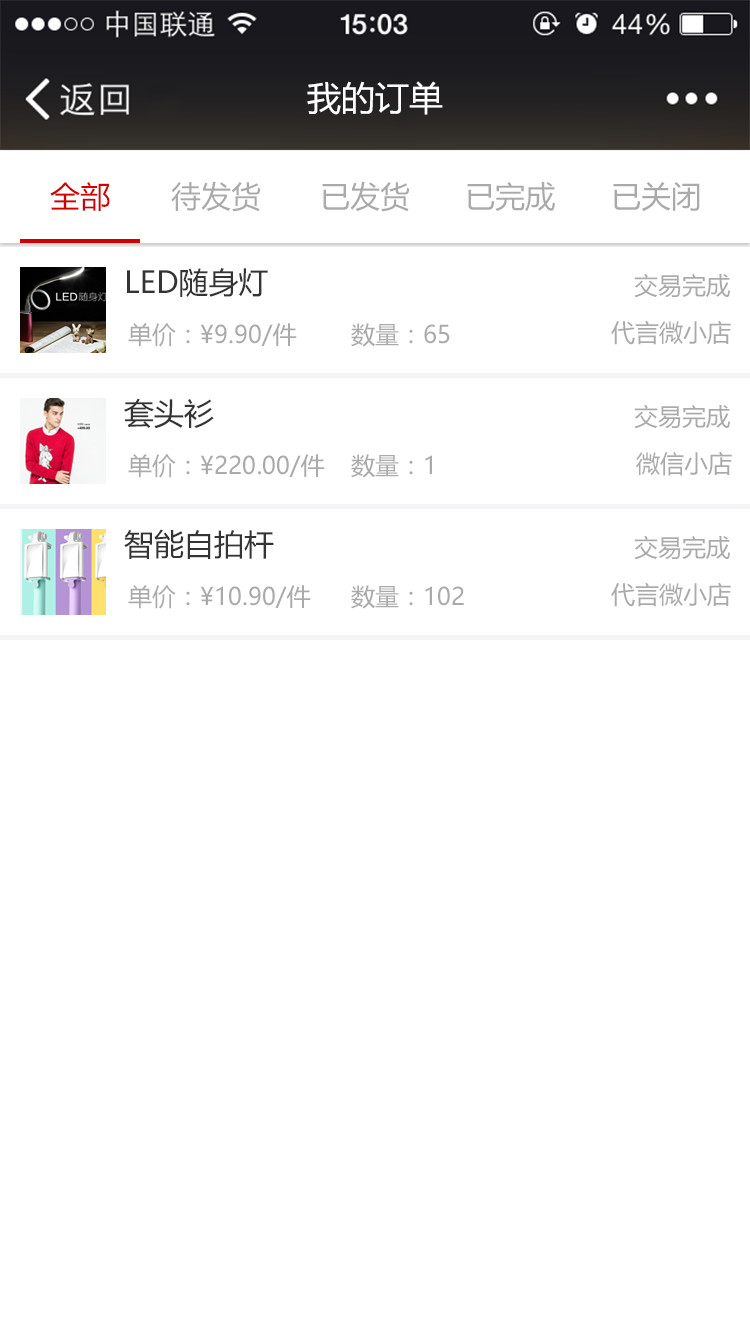 中国联通 15:03 44%
返回 我的订单
全部 待发货 已发货 已完成 已关闭
LED随身灯 交易完成
LED随身灯
单价：¥9.90/件 数量：65 代言微小店
套头衫 交易完成
单价：¥220.00/件 数量：1 微信小店
智能自拍杆 交易完成
单价：¥10.90/件 数量：102 代言微小店